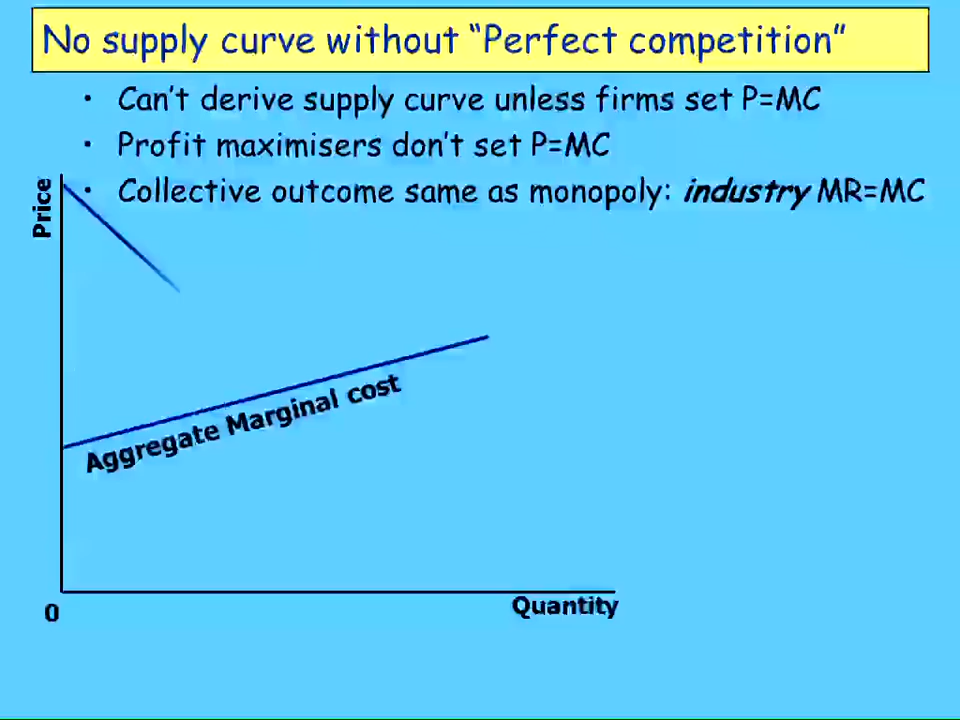 No supply curve without “Perfect competition”
• Can't derive supply curve unless firms set P=MC
• Profit maximisers don't set P=MC
• Collective outcome same as monopoly: industry MR=MC
Price
Aggregate Marginal cost
0
Quantity